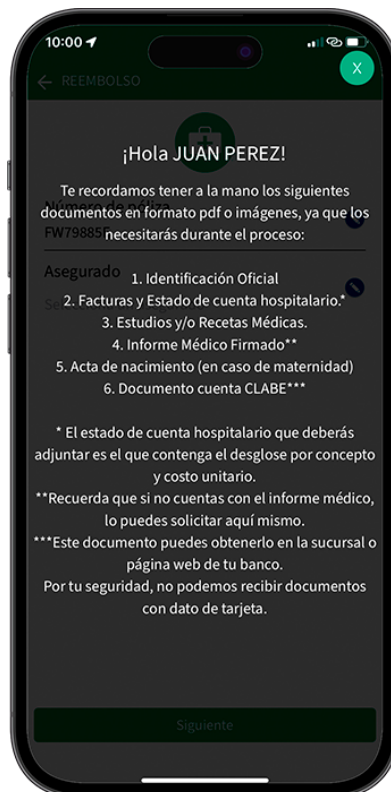 10:00
← REEMBOLSO
X
¡Hola JUAN PEREZ!
Te recordamos tener a la mano los siguientes
documentos en formato pdf o imágenes, ya que los
necesitarás durante el proceso:
Número de póliza
FW79885
Asegurado
1. Identificación Oficial
2. Facturas y Estado de cuenta hospitalario.*
3. Estudios y/o Recetas Médicas.
4. Informe Médico Firmado**
5. Acta de nacimiento (en caso de maternidad)
6. Documento cuenta CLABE***
* El estado de cuenta hospitalario que deberás
adjuntar es el que contenga el desglose por concepto
y costo unitario.
**Recuerda que si no cuentas con el informe médico,
lo puedes solicitar aquí mismo.
***Este documento puedes obtenerlo en la sucursal o
página web de tu banco.
Por tu seguridad, no podemos recibir documentos
con dato de tarjeta.
Siguiente